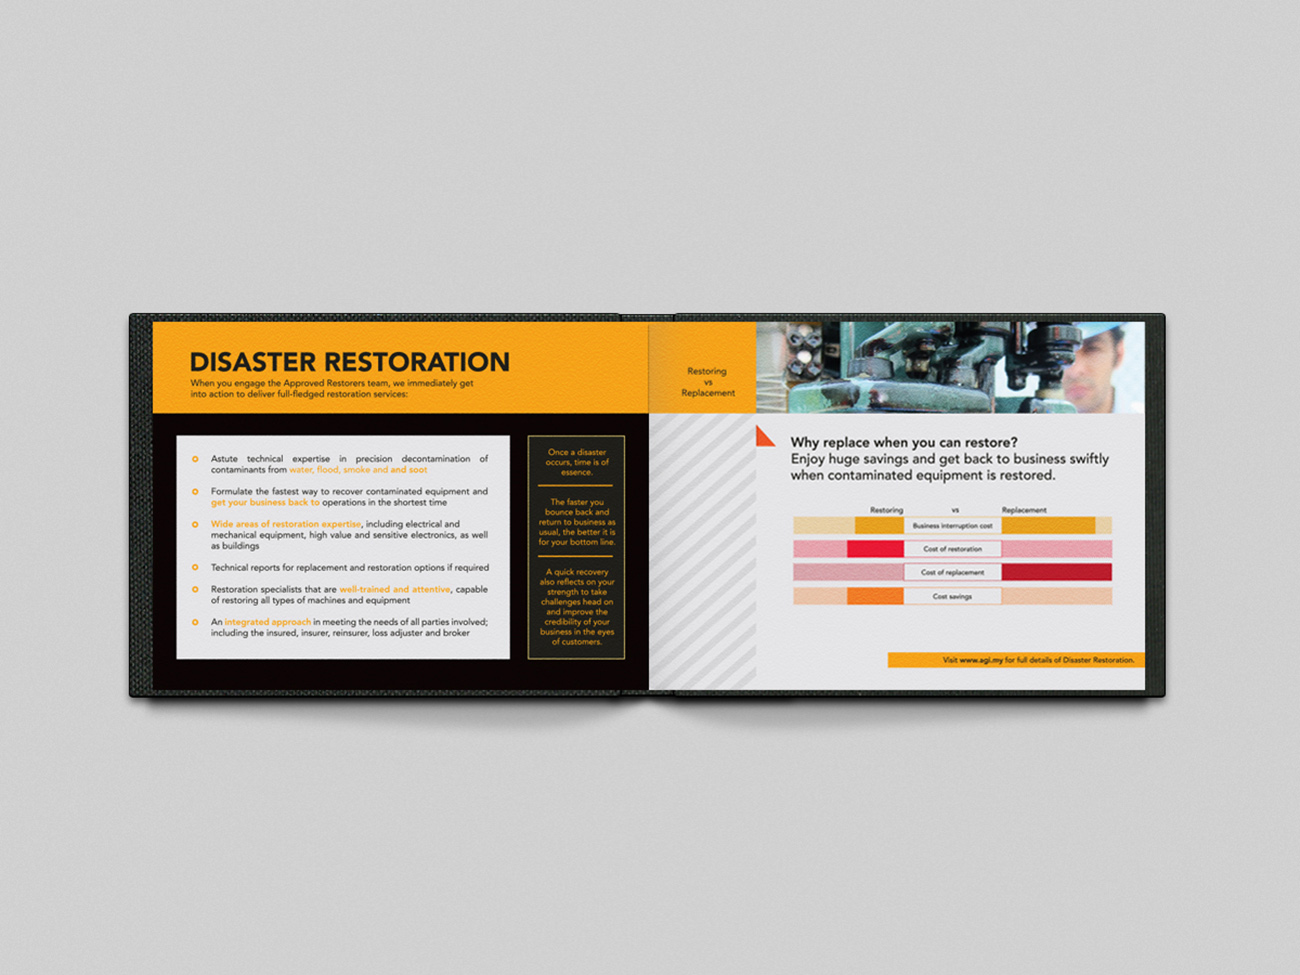 DISASTER RESTORATION
When you engage the Approved Restorers team, we immediately get
into action to deliver full-fledged restoration services:
Astute technical expertise in precision decontamination of
contaminants from water, flood, smoke and and soot
Formulate the fastest way to recover contaminated equipment and
get your business back to operations in the shortest time
Wide areas of restoration expertise, including electrical and
mechanical equipment, high value and sensitive electronics, as well
as buildings
Technical reports for replacement and restoration options if required
Restoration specialists that are well-trained and attentive, capable
of restoring all types of machines and equipment
An integrated approach in meeting the needs of all parties involved;
including the insured, insurer, reinsurer, loss adjuster and broker
Once a disaster
occurs, time is of
essence.
The faster you
bounce back and
return to business as
usual, the better it is
for your bottom line.
A quick recovery
also reflects on your
strength to take
challenges head on
and improve the
credibility of your
business in the eyes
of customers.
Restoring
vs
Replacement
Why replace when you can restore?
Enjoy huge savings and get back to business swiftly
when contaminated equipment is restored.
Restoring vs Replacement
Business interruption cost
Cost of restoration
Cost of replacement
Cost savings
Visit www.agi.my for full details of Disaster Restoration.